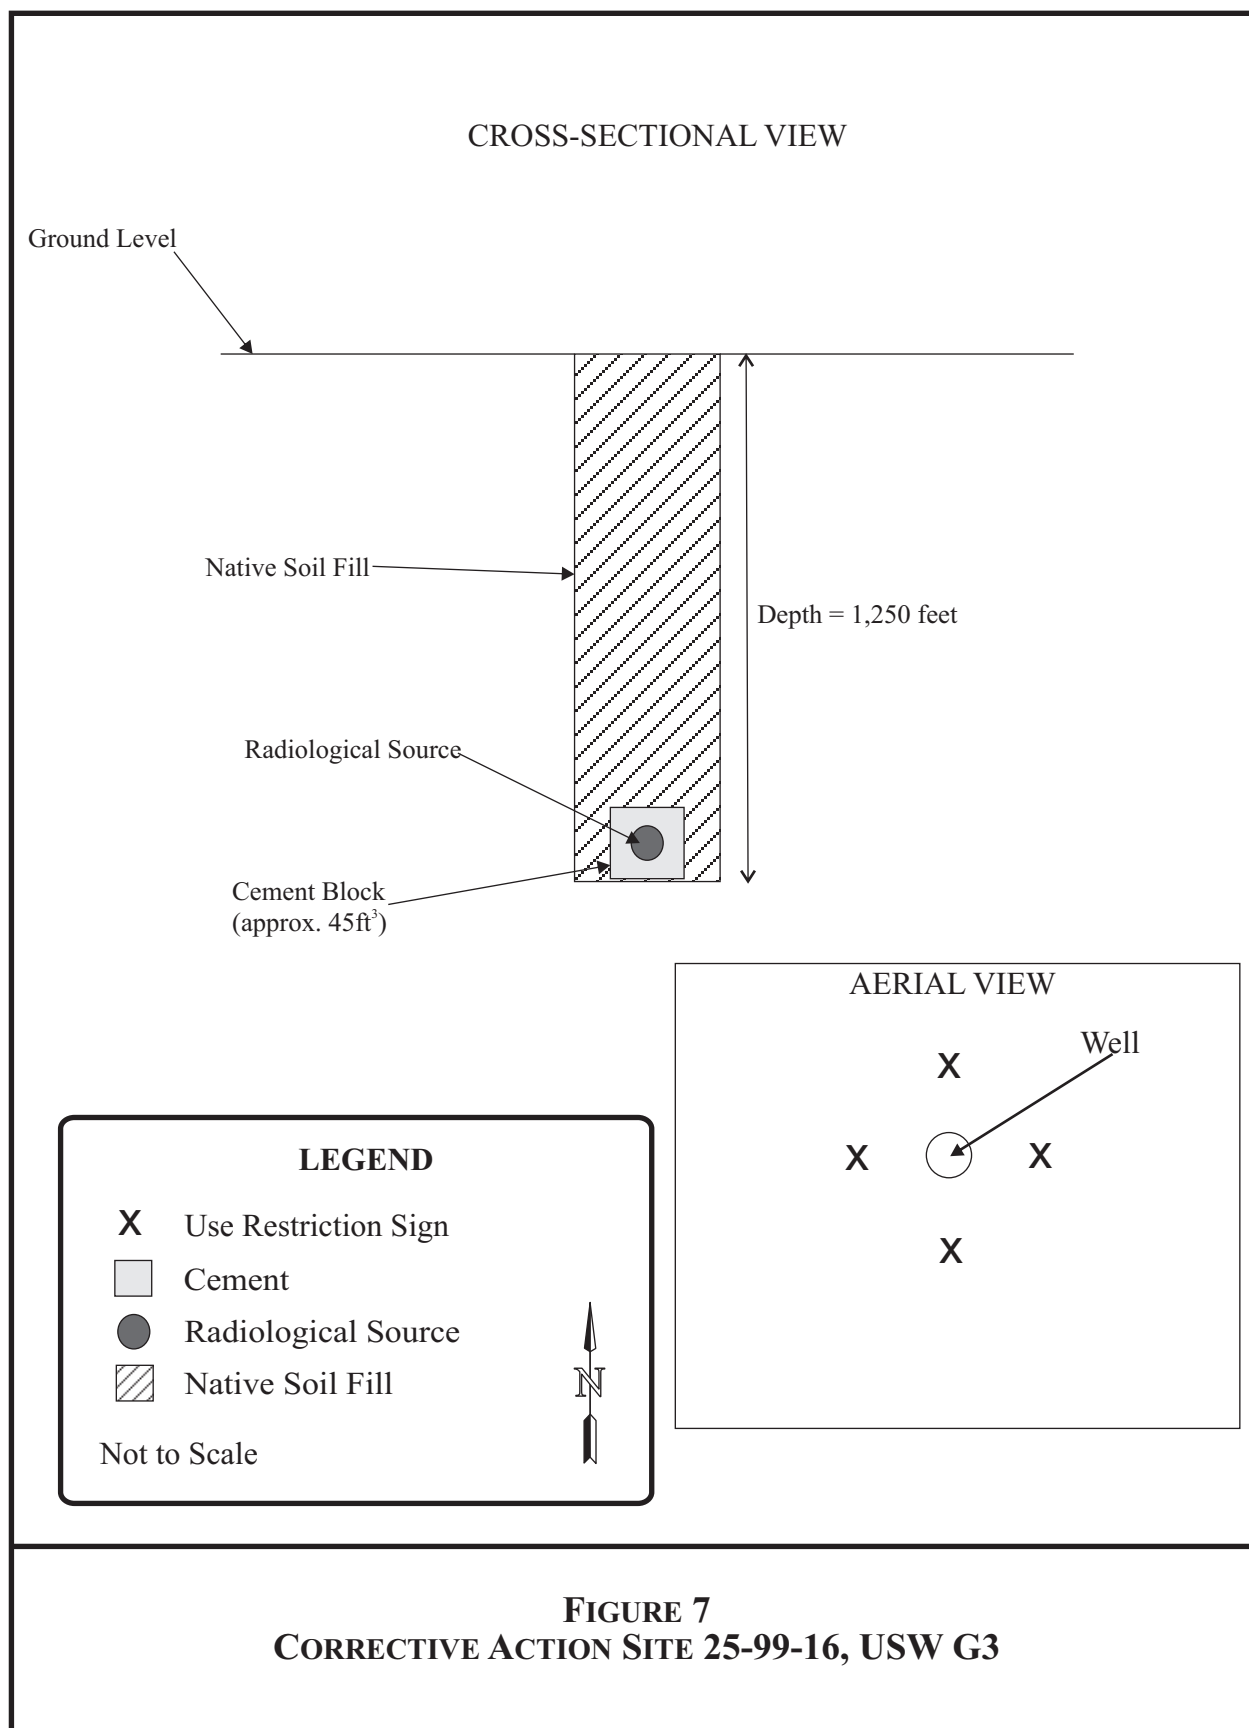 CROSS-SECTIONAL VIEW
Ground Level
Native Soil Fill
Depth = 1,250 feet
Radiological Source
Cement Block
(approx. 45ft³)
AERIAL VIEW
Well
X
X X
X
LEGEND
X Use Restriction Sign
Cement
Radiological Source
Native Soil Fill
N
Not to Scale
FIGURE 7
CORRECTIVE ACTION SITE 25-99-16, USW G3